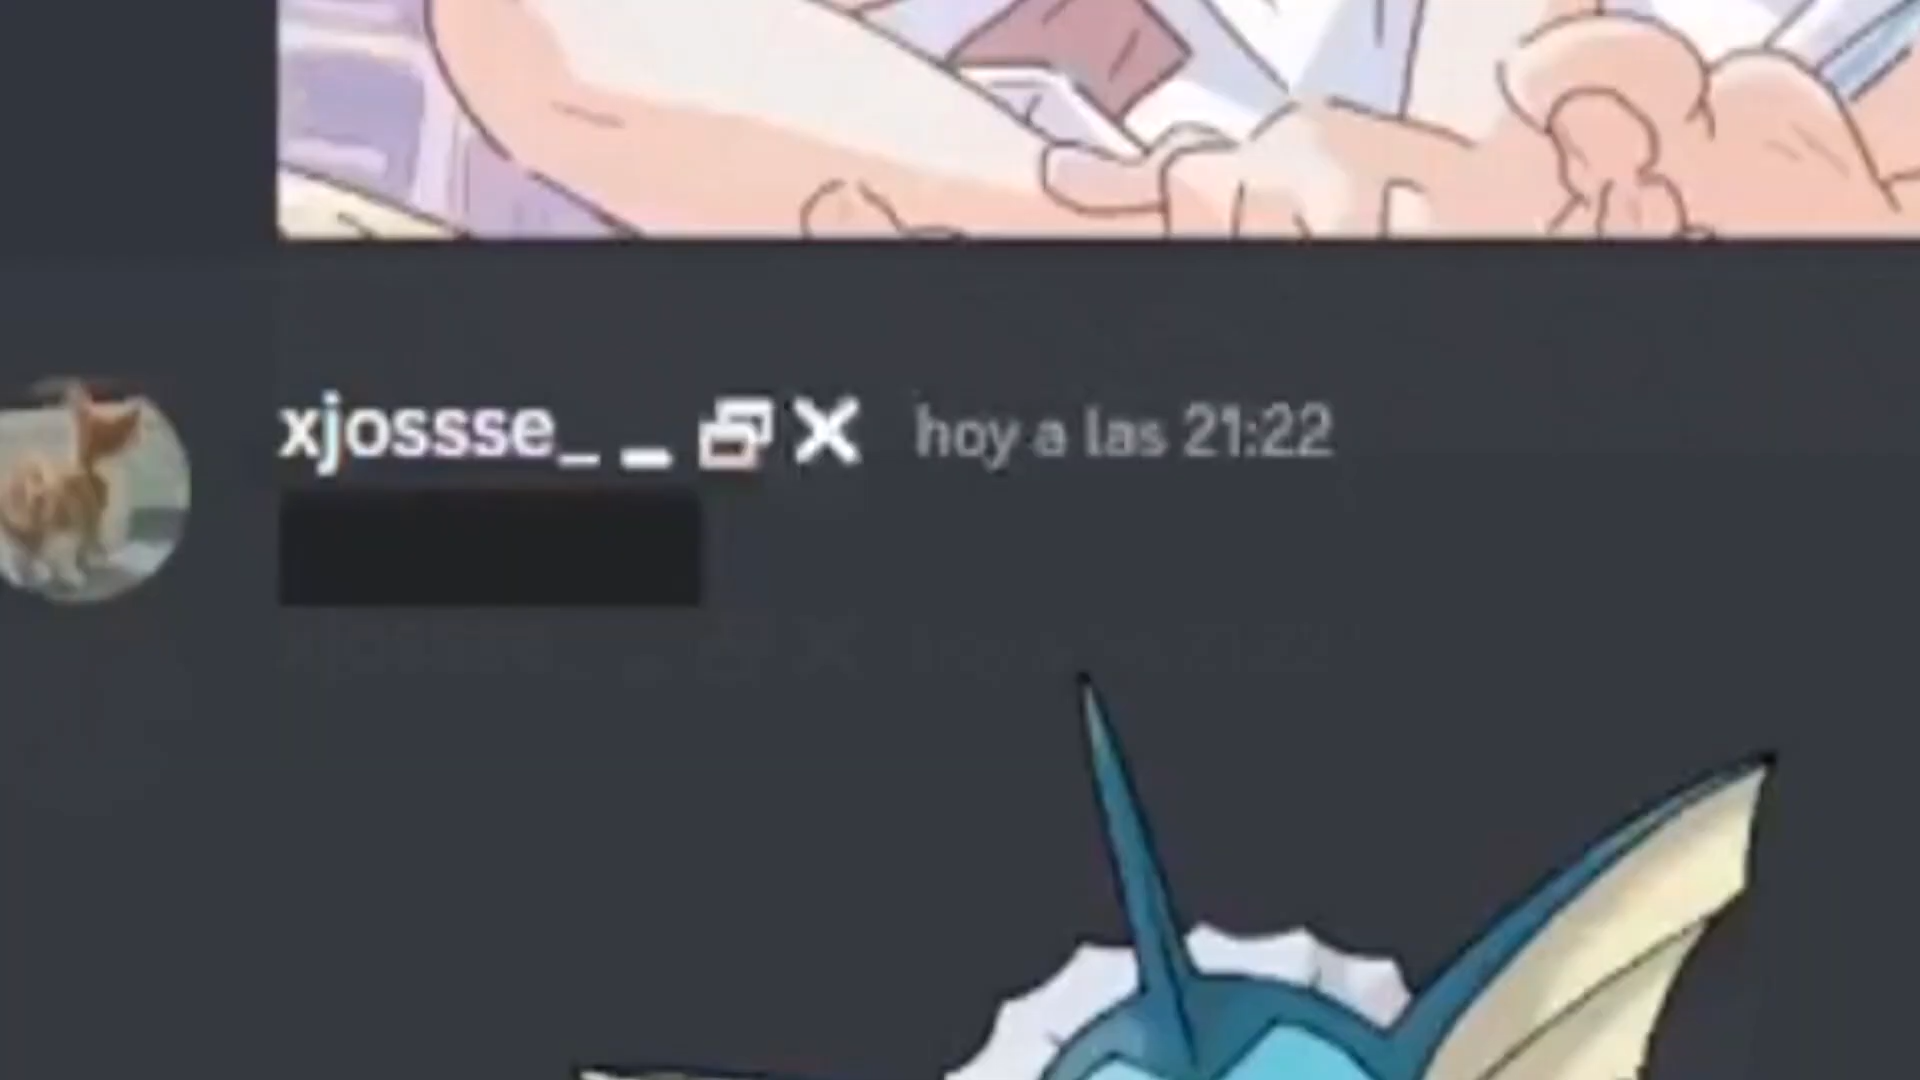 xjossse_ 🗕 🗗 🗙 hoy a las 21:22